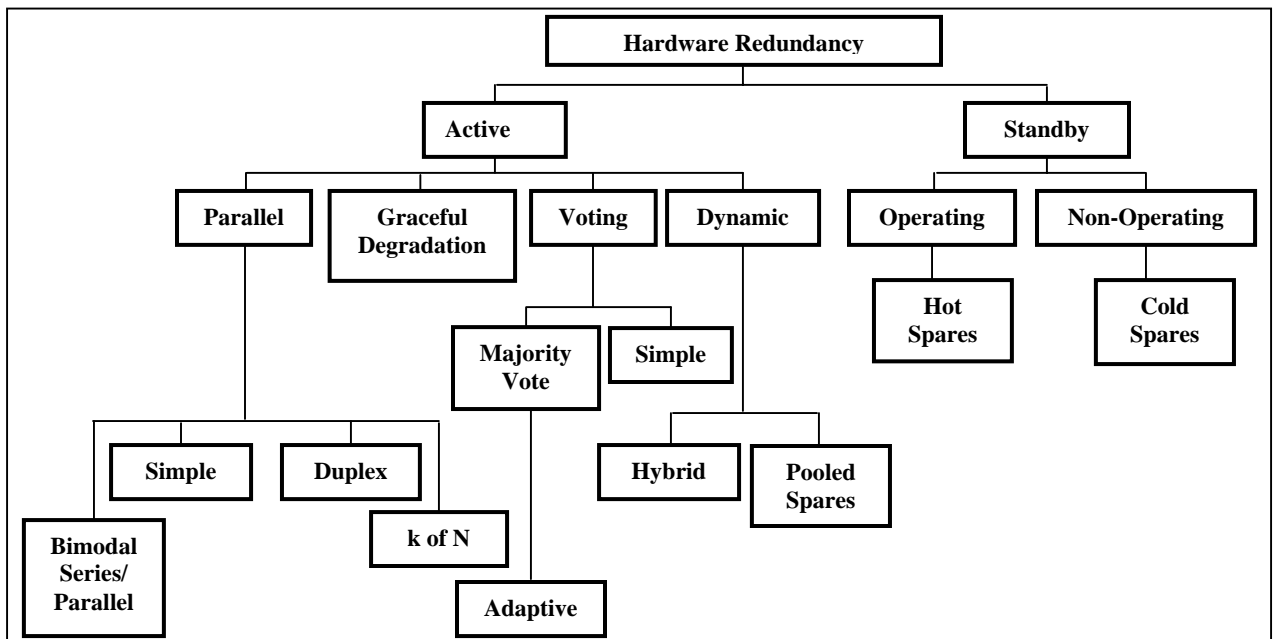 Hardware Redundancy
Active
Standby
Parallel
Graceful
Degradation
Voting
Dynamic
Operating
Non-Operating
Hot
Spares
Cold
Spares
Majority
Vote
Simple
Simple
Duplex
Hybrid
Pooled
Spares
k of N
Bimodal
Series/
Parallel
Adaptive